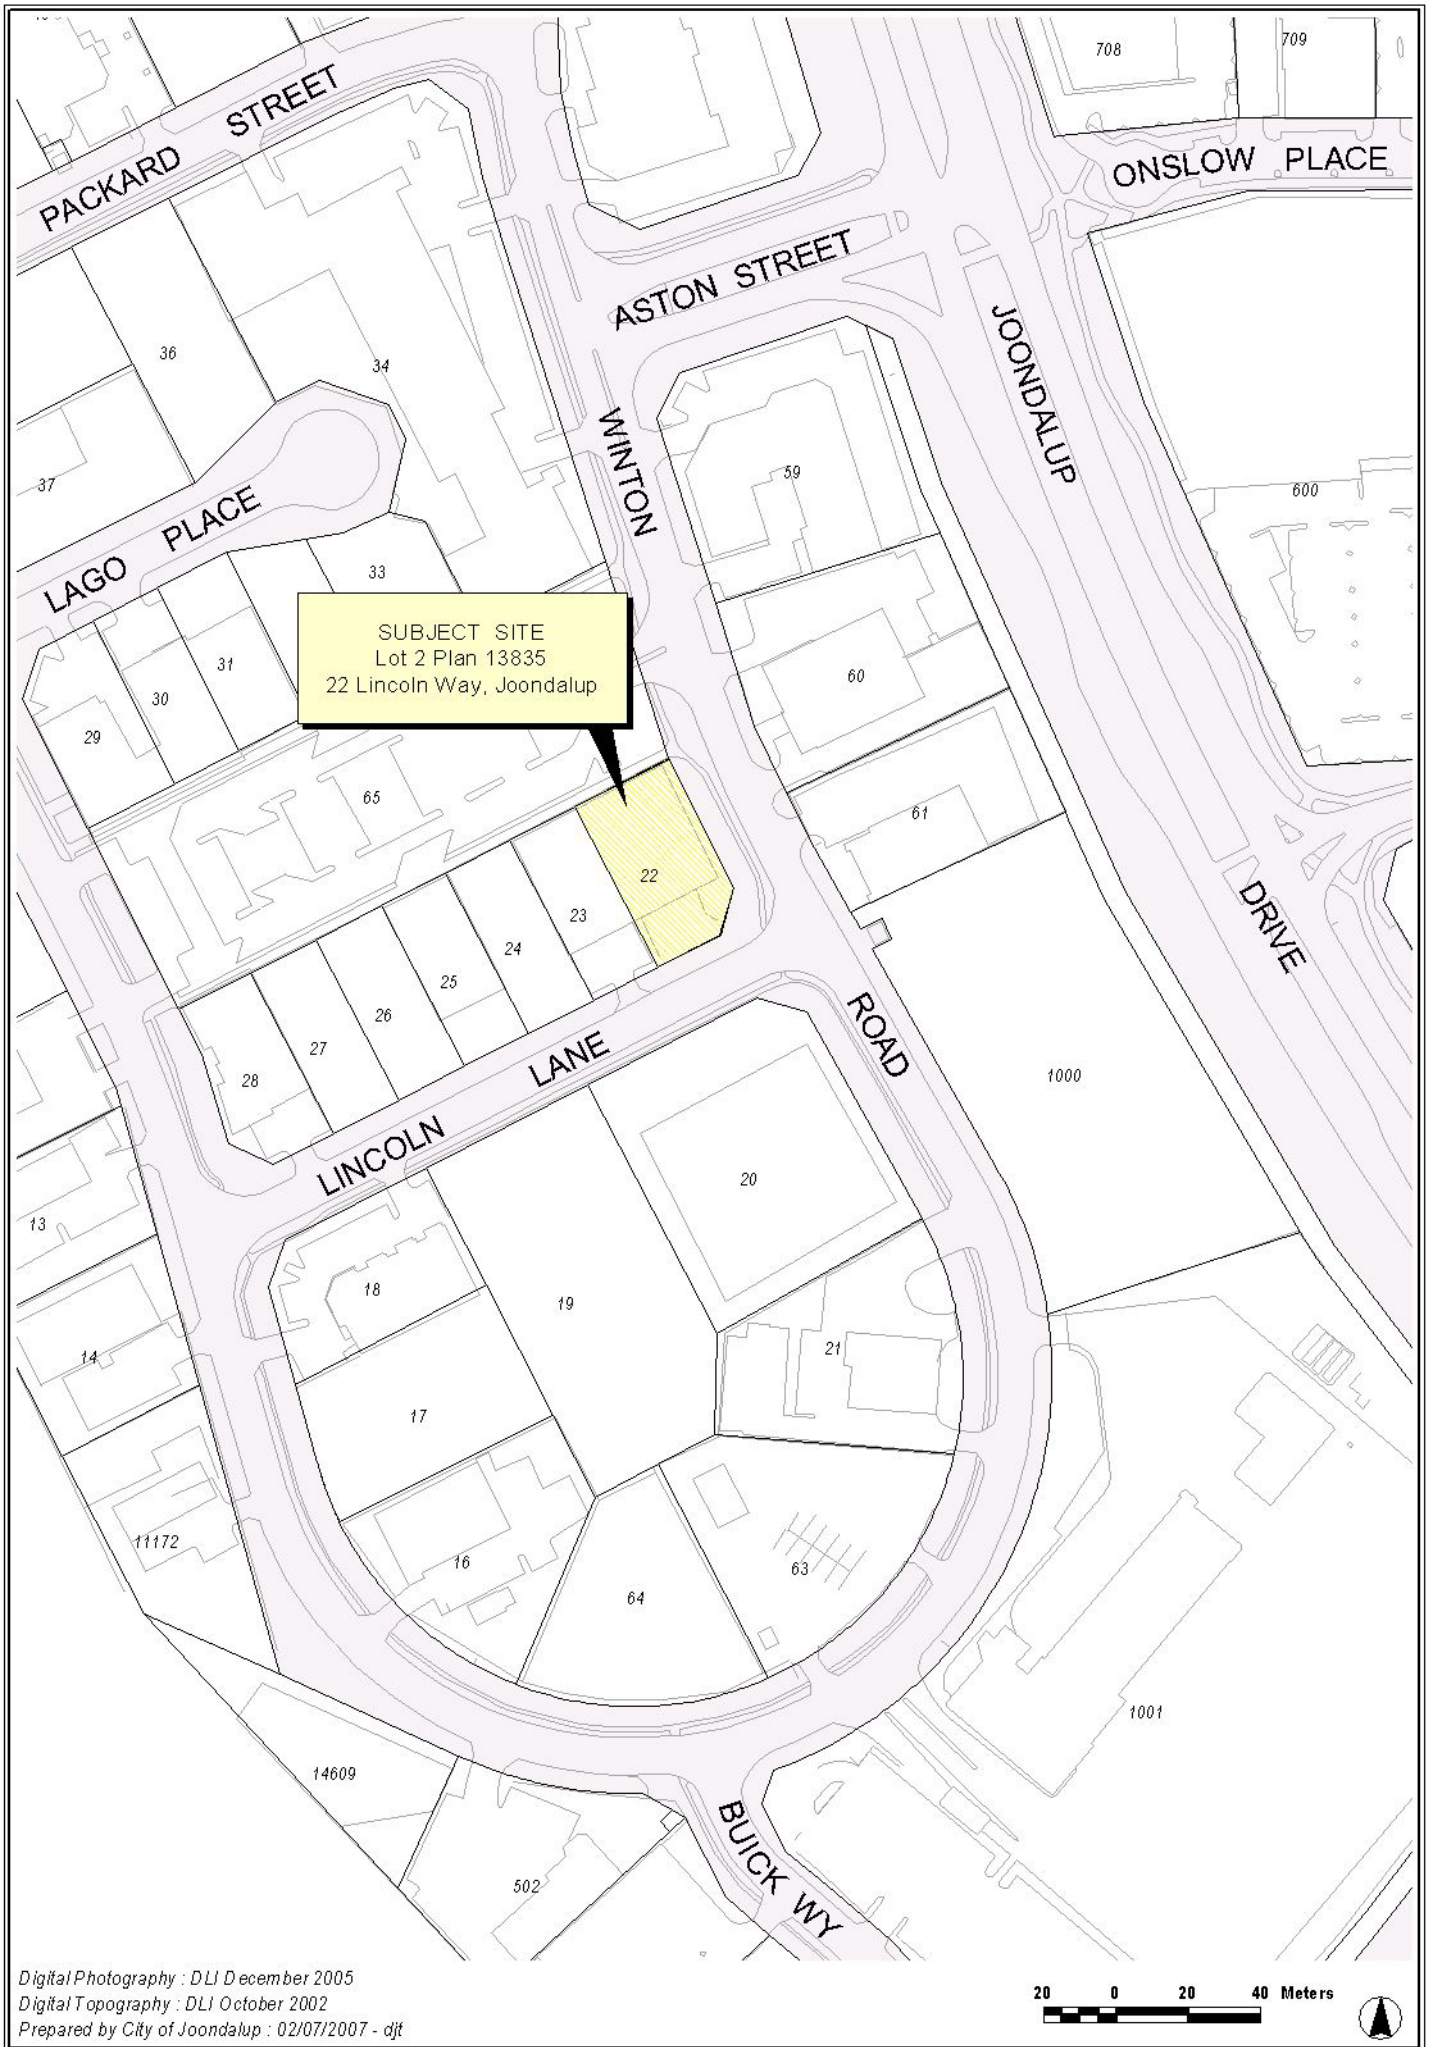 708
709
PACKARD STREET
ONSLOW PLACE
ASTON STREET
36
34
JOONDALUP
WINTON
37
59
600
LAGO PLACE
33
SUBJECT SITE
Lot 2 Plan 13835
22 Lincoln Way, Joondalup
31
30
29
60
65
61
22
23
24
25
26
27
28
DRIVE
ROAD
LINCOLN LANE
1000
20
13
18
19
14
21
17
11172
16
64
63
1001
14609
BUICK WY
502
Digital Photography : DLI December 2005
Digital Topography : DLI October 2002
Prepared by City of Joondalup : 02/07/2007 - djt
20 0 20 40 Meters